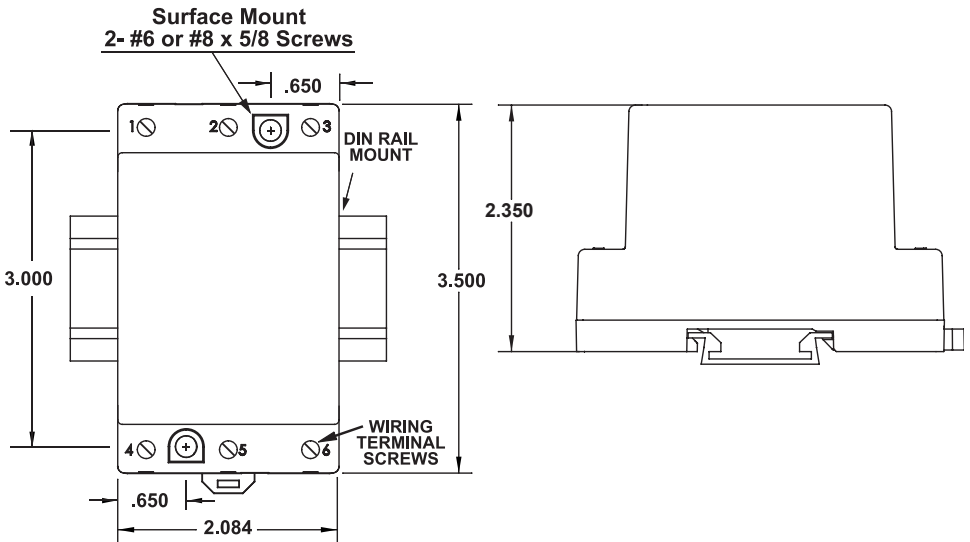 Surface Mount
2- #6 or #8 x 5/8 Screws
.650
1
2
3
DIN RAIL
MOUNT
3.000
3.500
2.350
4
5
6
WIRING
TERMINAL
SCREWS
.650
2.084